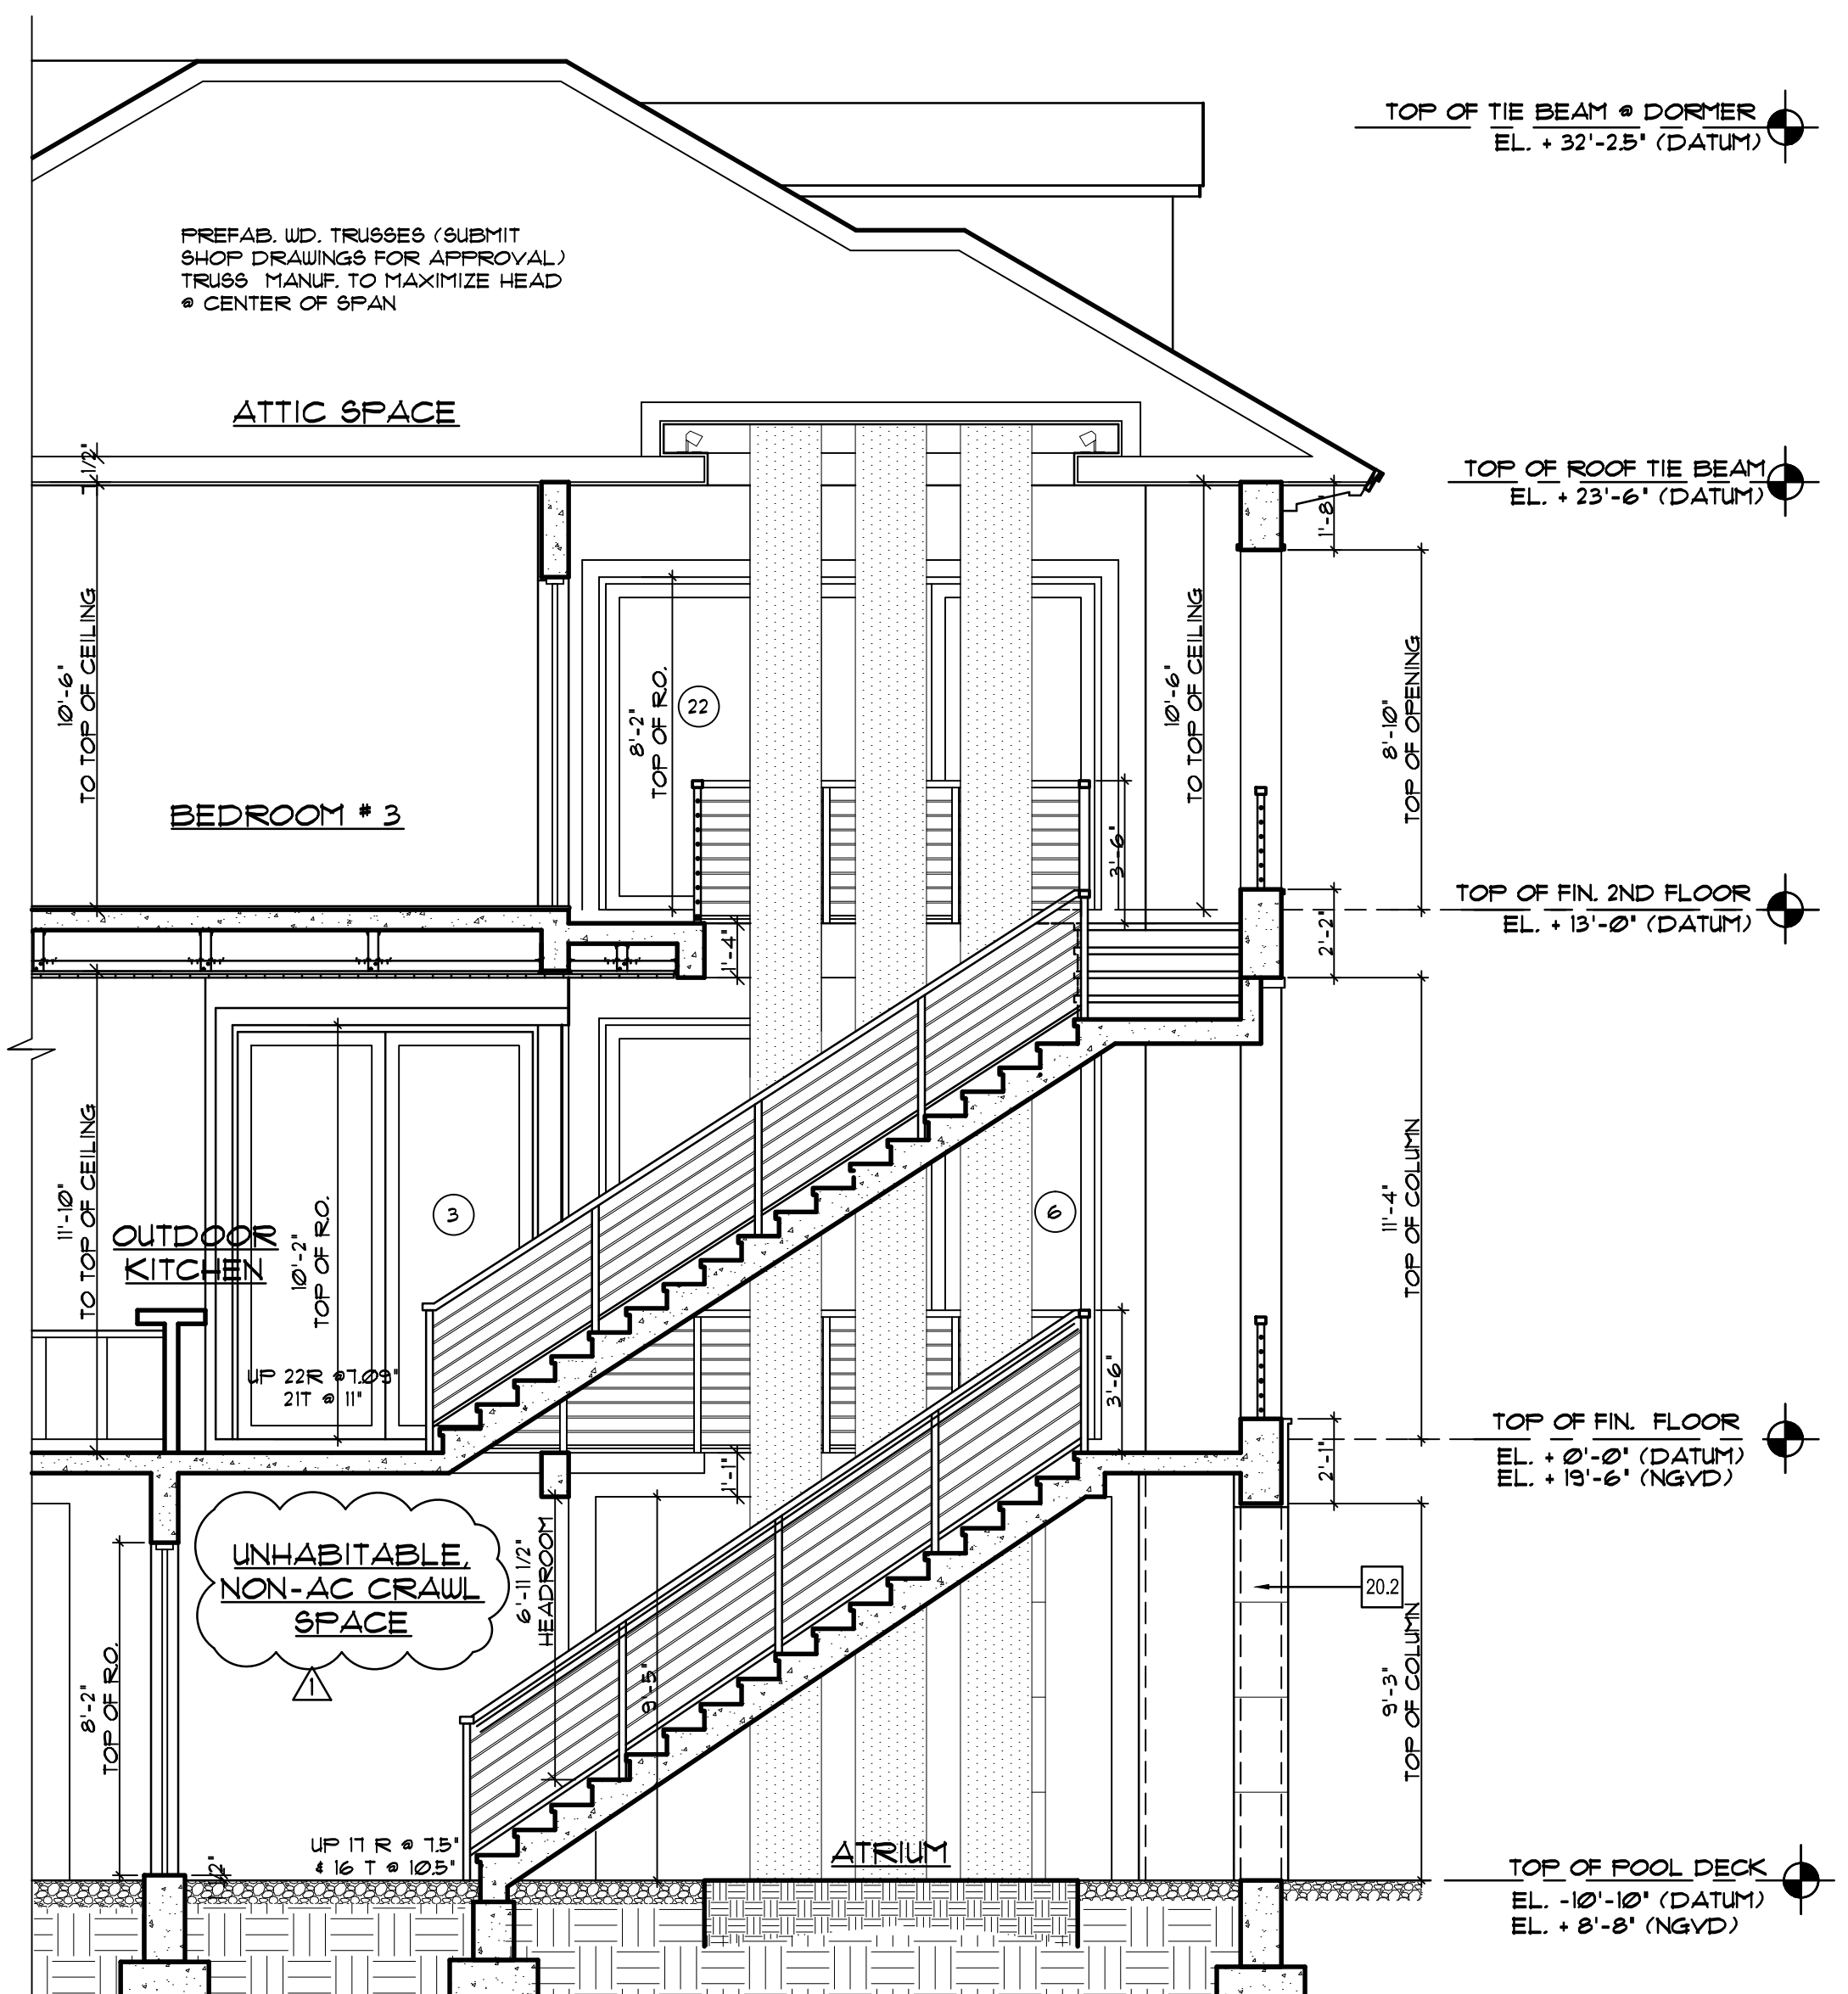 TOP OF TIE BEAM @ DORMER
EL. + 32'-2.5" (DATUM)
PREFAB. WD. TRUSSES (SUBMIT
SHOP DRAWINGS FOR APPROVAL)
TRUSS MANUF. TO MAXIMIZE HEAD
@ CENTER OF SPAN
ATTIC SPACE
TOP OF ROOF TIE BEAM
EL. + 23'-6" (DATUM)
1'-8"
10'-6"
TO TOP OF CEILING
8'-2"
TOP OF R.O.
22
10'-6"
TO TOP OF CEILING
8'-10"
TOP OF OPENING
BEDROOM # 3
3'-6"
TOP OF FIN. 2ND FLOOR
EL. + 13'-0" (DATUM)
1'-4"
2'-2"
11'-10"
TO TOP OF CEILING
OUTDOOR
KITCHEN
10'-2"
TOP OF R.O.
3
6
11'-4"
TOP OF COLUMN
UP 22R @7.09"
21T @ 11"
3'-6"
TOP OF FIN. FLOOR
EL. + 0'-0" (DATUM)
EL. + 19'-6" (NGVD)
1'-1"
2'-1"
UNHABITABLE,
NON-AC CRAWL
SPACE
1
6'-11 1/2"
HEADROOM
20.2
8'-2"
TOP OF R.O.
9'-5"
9'-3"
TOP OF COLUMN
UP 17 R @ 7.5"
& 16 T @ 10.5"
ATRIUM
TOP OF POOL DECK
EL. -10'-10" (DATUM)
EL. + 8'-8" (NGVD)